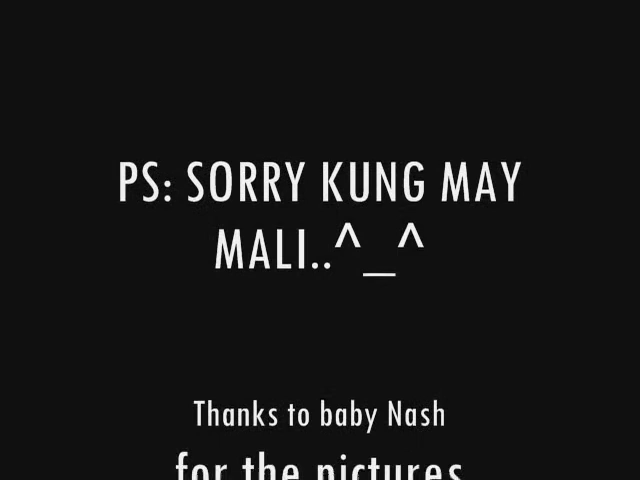 PS: SORRY KUNG MAY
MALI..^_^
Thanks to baby Nash
for the pictures